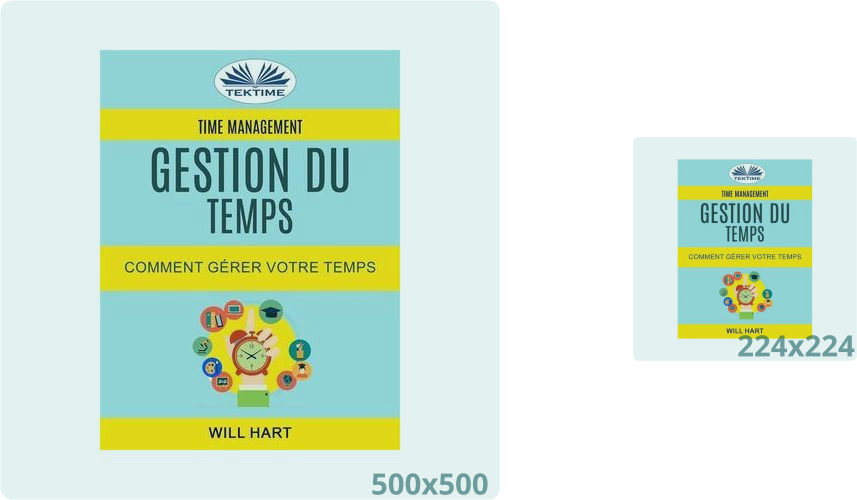 TEKTIME
TIME MANAGEMENT
GESTION DU
TEMPS
COMMENT GÉRER VOTRE TEMPS
WILL HART
500x500
TEKTIME
TIME MANAGEMENT
GESTION DU
TEMPS
COMMENT GÉRER VOTRE TEMPS
WILL HART
224x224